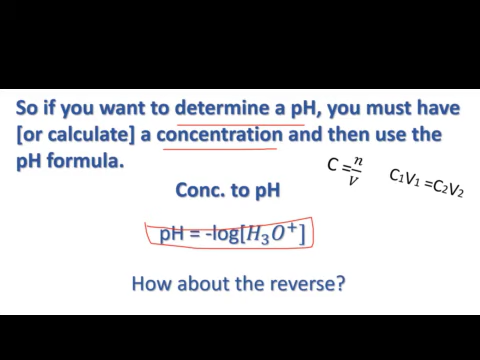 So if you want to determine a pH, you must have
[or calculate] a concentration and then use the
pH formula.
C = n/V
C₁V₁ =C₂V₂
Conc. to pH
pH = -log[H₃O⁺]
How about the reverse?